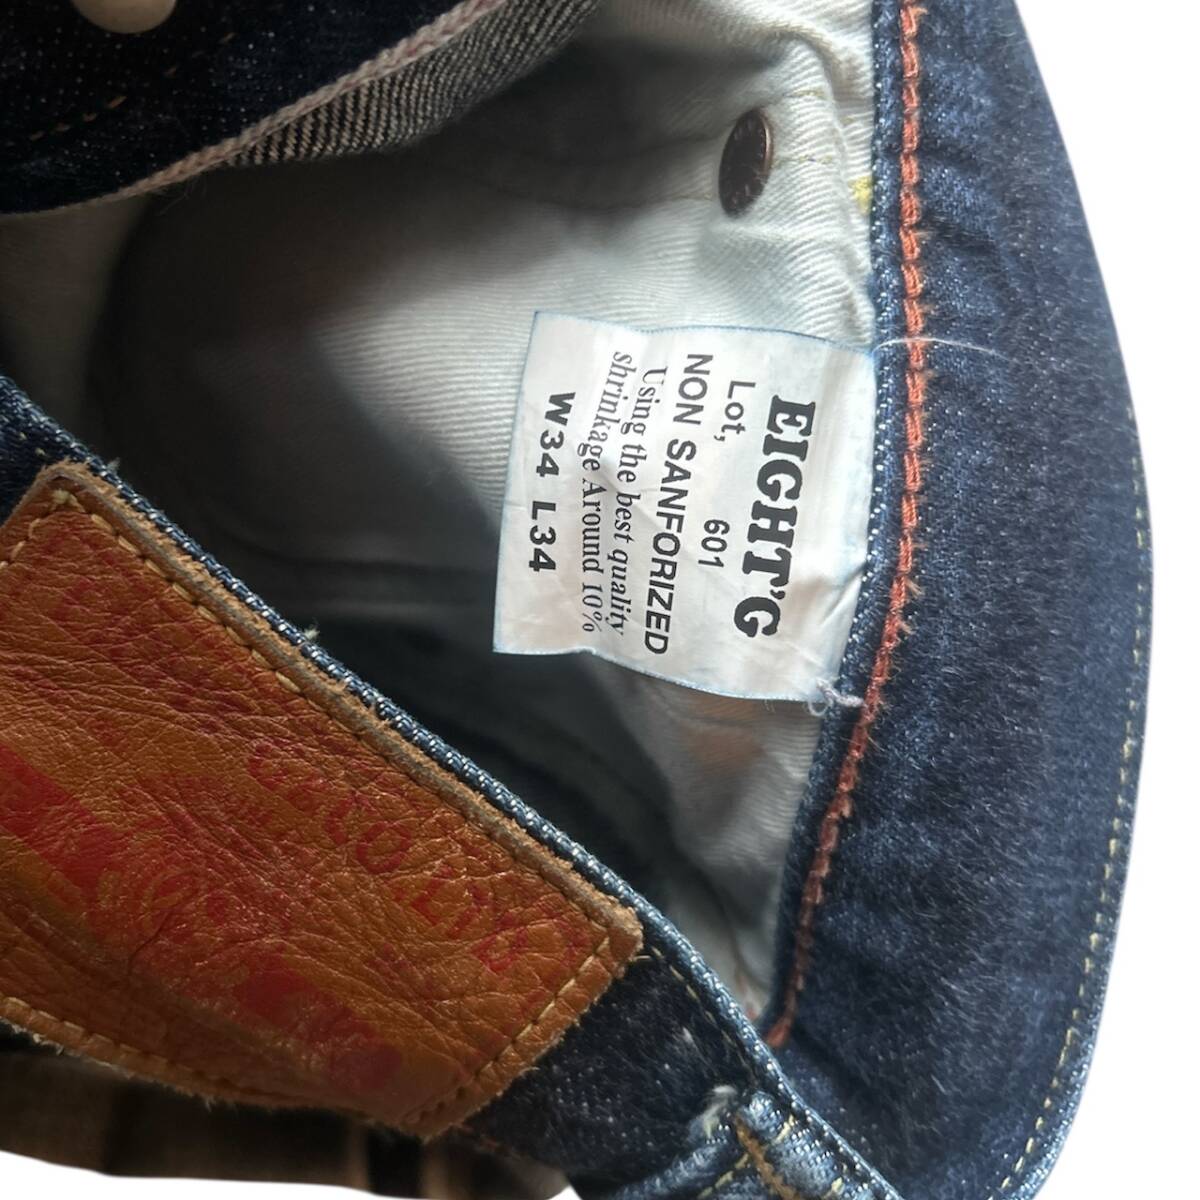 EIGHT'G
Lot, 601
NON SANFORIZED
Using the best quality
shrinkage Around 10%
W34 L34